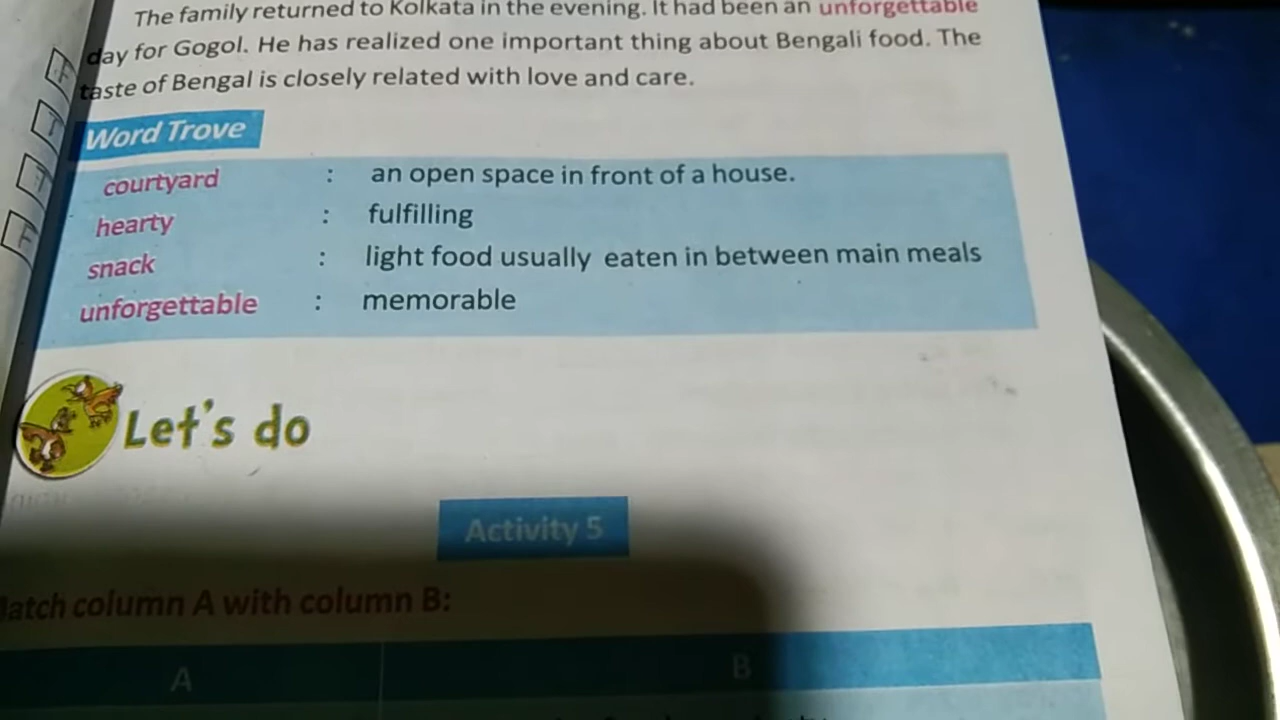 The family returned to Kolkata in the evening. It had been an unforgettable
day for Gogol. He has realized one important thing about Bengali food. The
taste of Bengal is closely related with love and care.
Word Trove
courtyard : an open space in front of a house.
hearty : fulfilling
snack : light food usually eaten in between main meals
unforgettable : memorable
Let's do
Activity 5
column A with column B:
A B
F
T
T
F